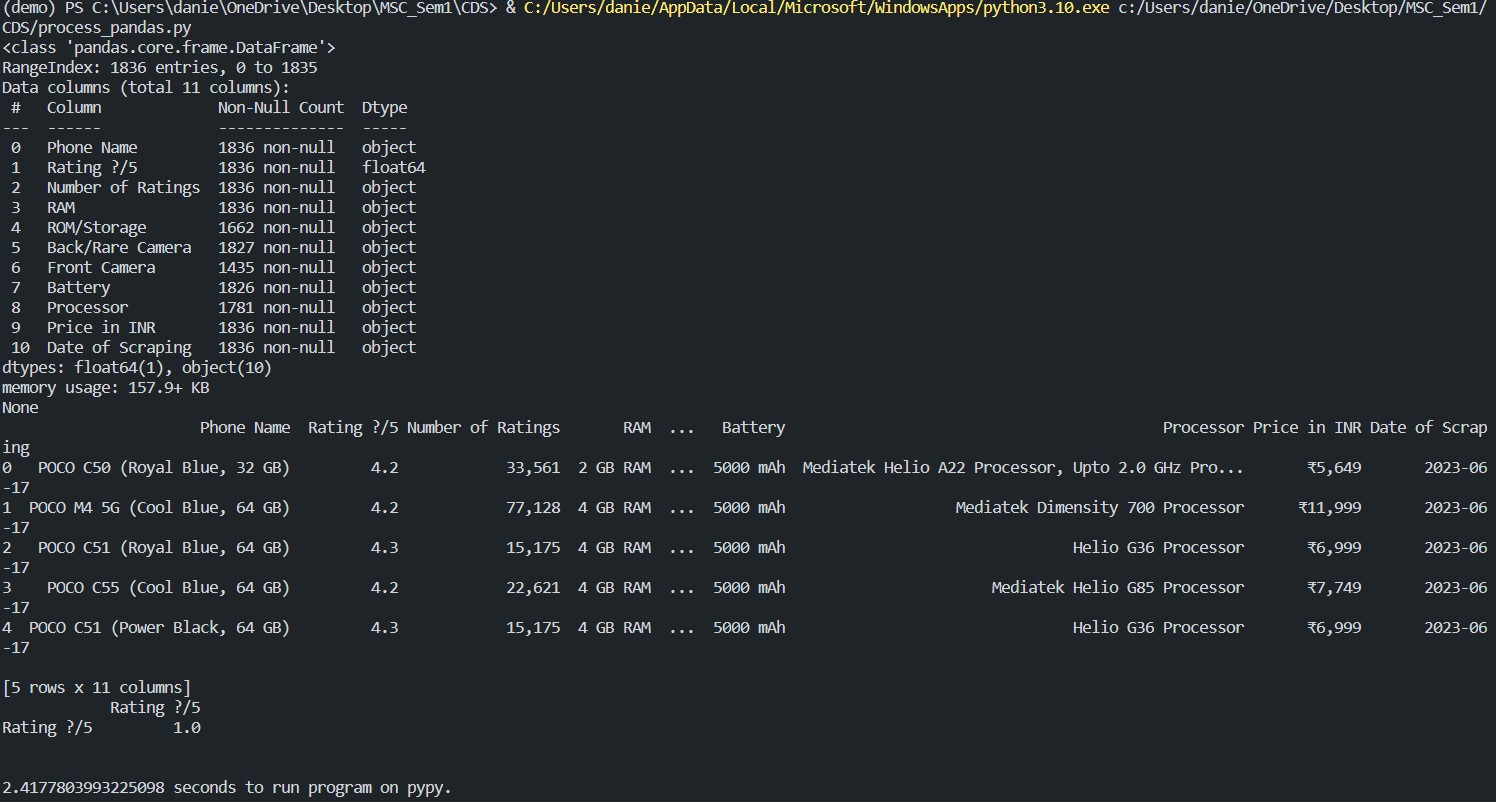 (demo) PS C:\Users\danie\OneDrive\Desktop\MSC_Sem1\CDS> & C:/Users/danie/AppData/Local/Microsoft/WindowsApps/python3.10.exe c:/Users/danie/OneDrive/Desktop/MSC_Sem1/
CDS/process_pandas.py
<class 'pandas.core.frame.DataFrame'>
RangeIndex: 1836 entries, 0 to 1835
Data columns (total 11 columns):
 #   Column             Non-Null Count  Dtype
---  ------             --------------  -----
 0   Phone Name         1836 non-null   object
 1   Rating ?/5         1836 non-null   float64
 2   Number of Ratings  1836 non-null   object
 3   RAM                1836 non-null   object
 4   ROM/Storage        1662 non-null   object
 5   Back/Rare Camera   1827 non-null   object
 6   Front Camera       1435 non-null   object
 7   Battery            1826 non-null   object
 8   Processor          1781 non-null   object
 9   Price in INR       1836 non-null   object
 10  Date of Scraping   1836 non-null   object
dtypes: float64(1), object(10)
memory usage: 157.9+ KB
None
                      Phone Name  Rating ?/5 Number of Ratings       RAM  ...   Battery                                          Processor Price in INR Date of Scrap
ing
0   POCO C50 (Royal Blue, 32 GB)         4.2            33,561  2 GB RAM  ...  5000 mAh  Mediatek Helio A22 Processor, Upto 2.0 GHz Pro...       ₹5,649       2023-06
-17
1  POCO M4 5G (Cool Blue, 64 GB)         4.2            77,128  4 GB RAM  ...  5000 mAh                   Mediatek Dimensity 700 Processor      ₹11,999       2023-06
-17
2   POCO C51 (Royal Blue, 64 GB)         4.3            15,175  4 GB RAM  ...  5000 mAh                                Helio G36 Processor       ₹6,999       2023-06
-17
3    POCO C55 (Cool Blue, 64 GB)         4.2            22,621  4 GB RAM  ...  5000 mAh                       Mediatek Helio G85 Processor       ₹7,749       2023-06
-17
4  POCO C51 (Power Black, 64 GB)         4.3            15,175  4 GB RAM  ...  5000 mAh                                Helio G36 Processor       ₹6,999       2023-06
-17
[5 rows x 11 columns]
            Rating ?/5
Rating ?/5         1.0
2.4177803993225098 seconds to run program on pypy.